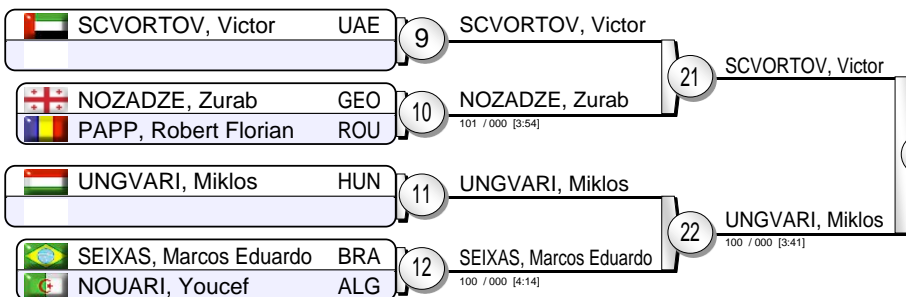 SCVORTOV, Victor UAE
9
SCVORTOV, Victor
21
SCVORTOV, Victor
NOZADZE, Zurab GEO
PAPP, Robert Florian ROU
10
NOZADZE, Zurab
101 / 000 [3:54]
UNGVARI, Miklos HUN
11
UNGVARI, Miklos
22
UNGVARI, Miklos
100 / 000 [3:41]
SEIXAS, Marcos Eduardo BRA
NOUARI, Youcef ALG
12
SEIXAS, Marcos Eduardo
100 / 000 [4:14]